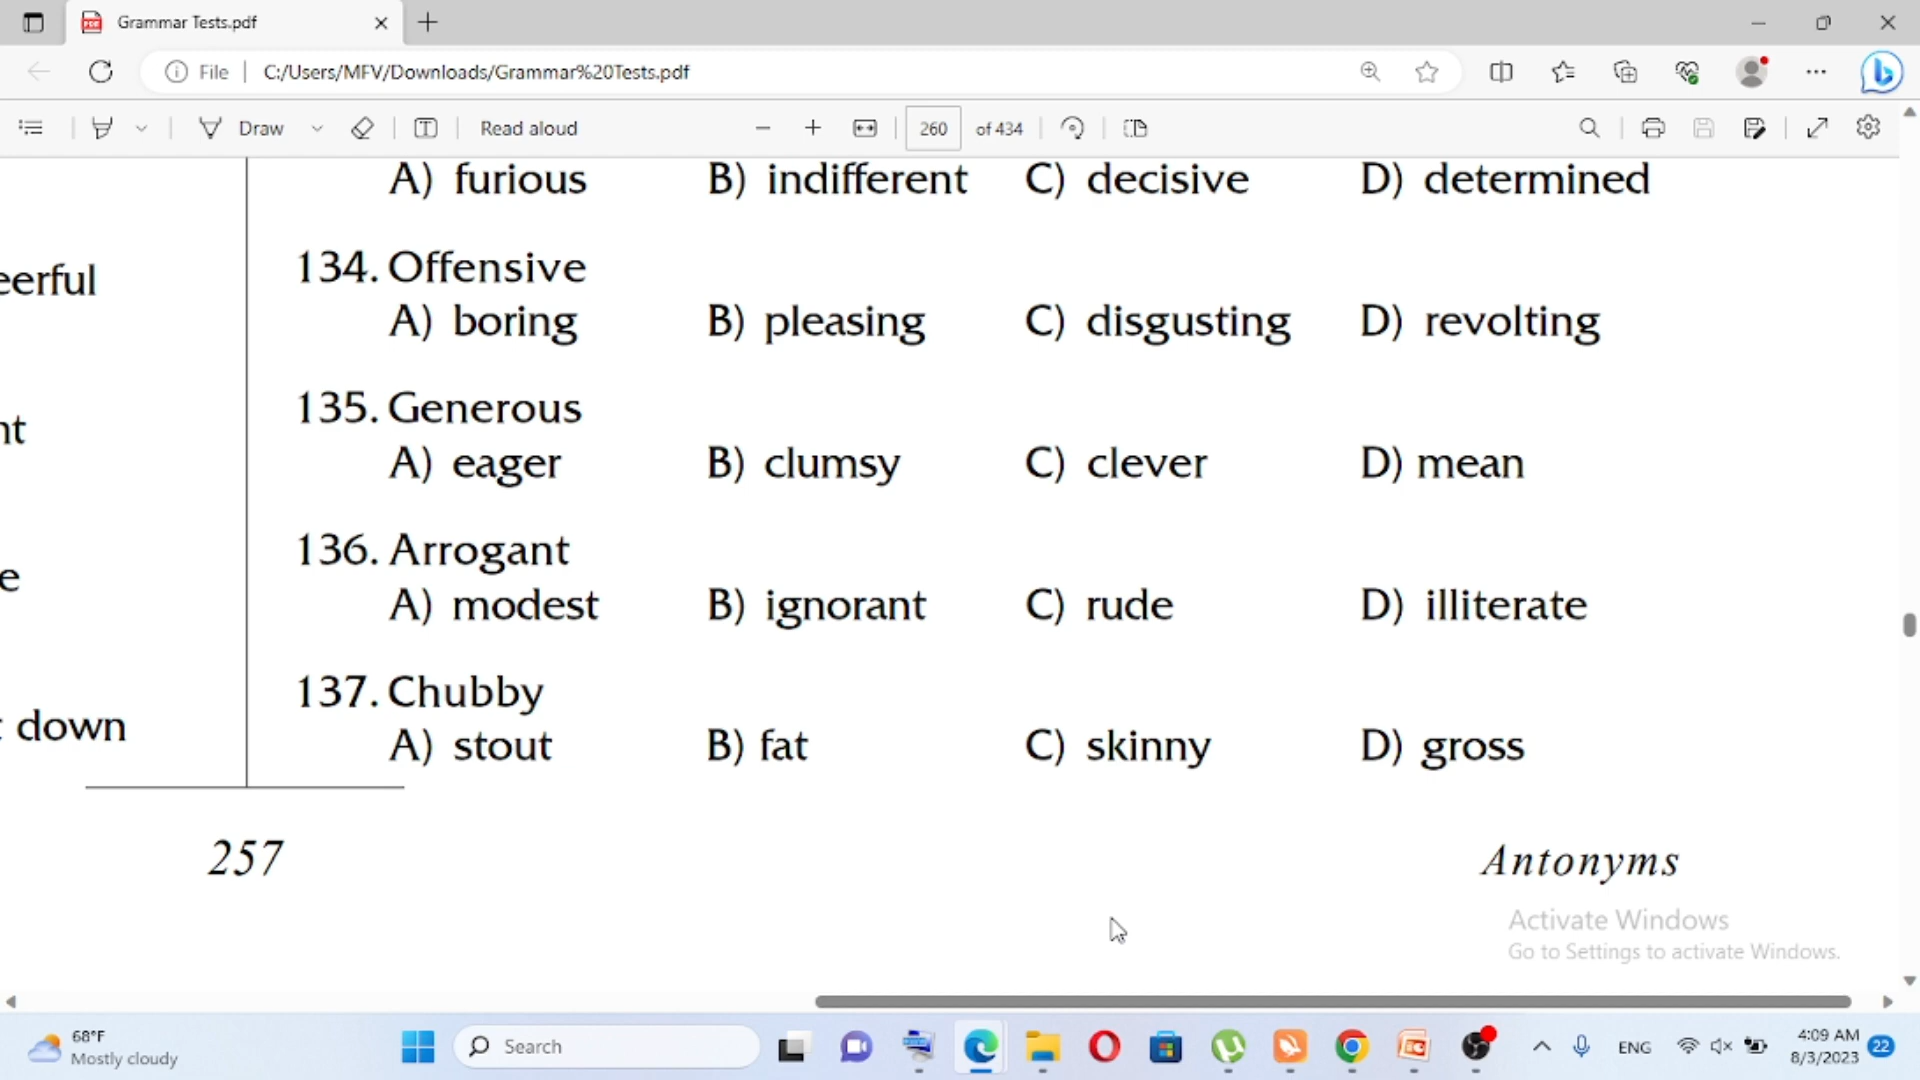 Grammar Tests.pdf
File
C:/Users/MFV/Downloads/Grammar%20Tests.pdf
Draw
Read aloud
260 of 434
A) furious B) indifferent C) decisive D) determined
134. Offensive
A) boring B) pleasing C) disgusting D) revolting
135. Generous
A) eager B) clumsy C) clever D) mean
136. Arrogant
A) modest B) ignorant C) rude D) illiterate
137. Chubby
A) stout B) fat C) skinny D) gross
eerful
nt
e
down
257
Antonyms
Activate Windows
Go to Settings to activate Windows.
68°F
Mostly cloudy
Search
ENG
4:09 AM
8/3/2023
22